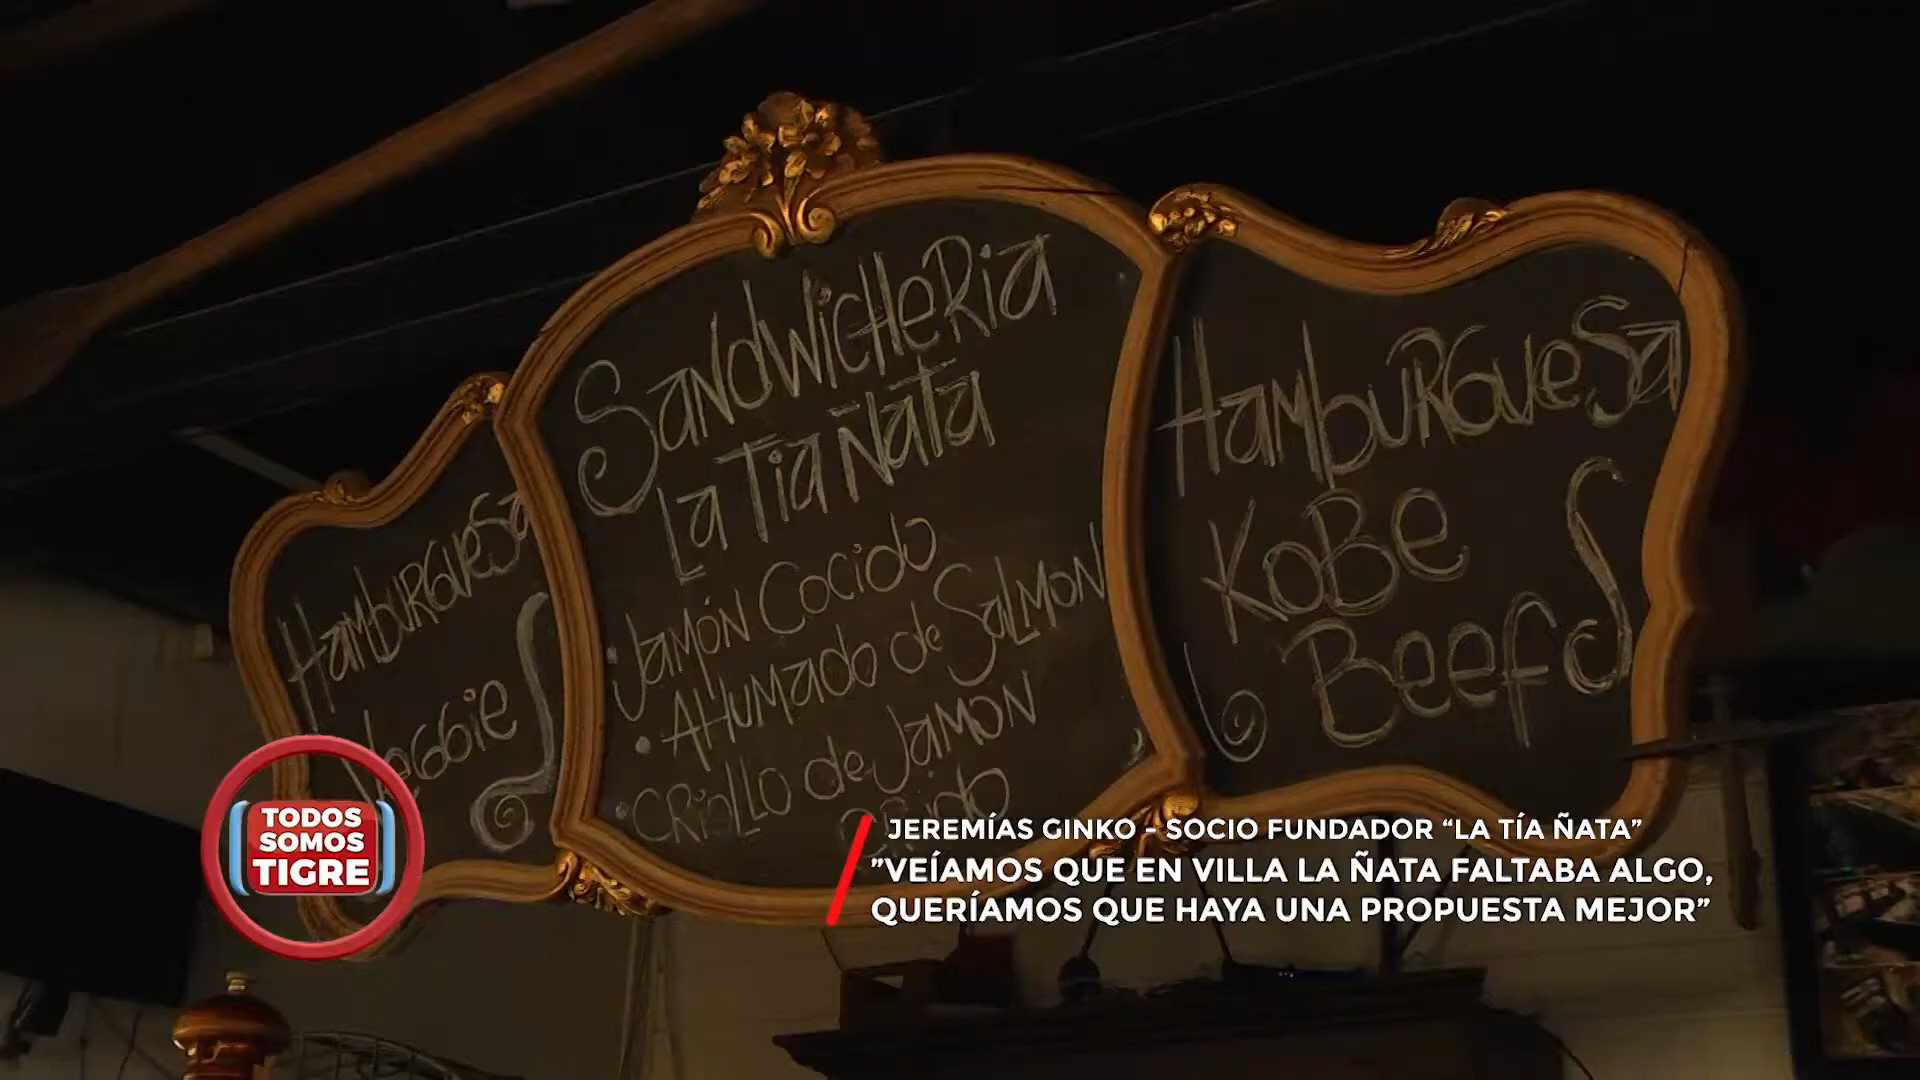 Hamburguesa
Veggie
Sandwicheria
La Tia Ñata
· Jamón Cocido
· Ahumado de Salmon
· Criollo de Jamon
Crudo
Hamburguesa
Kobe
Beef
TODOS
SOMOS
TIGRE
JEREMÍAS GINKO - SOCIO FUNDADOR “LA TÍA ÑATA”
”VEÍAMOS QUE EN VILLA LA ÑATA FALTABA ALGO,
QUERÍAMOS QUE HAYA UNA PROPUESTA MEJOR”